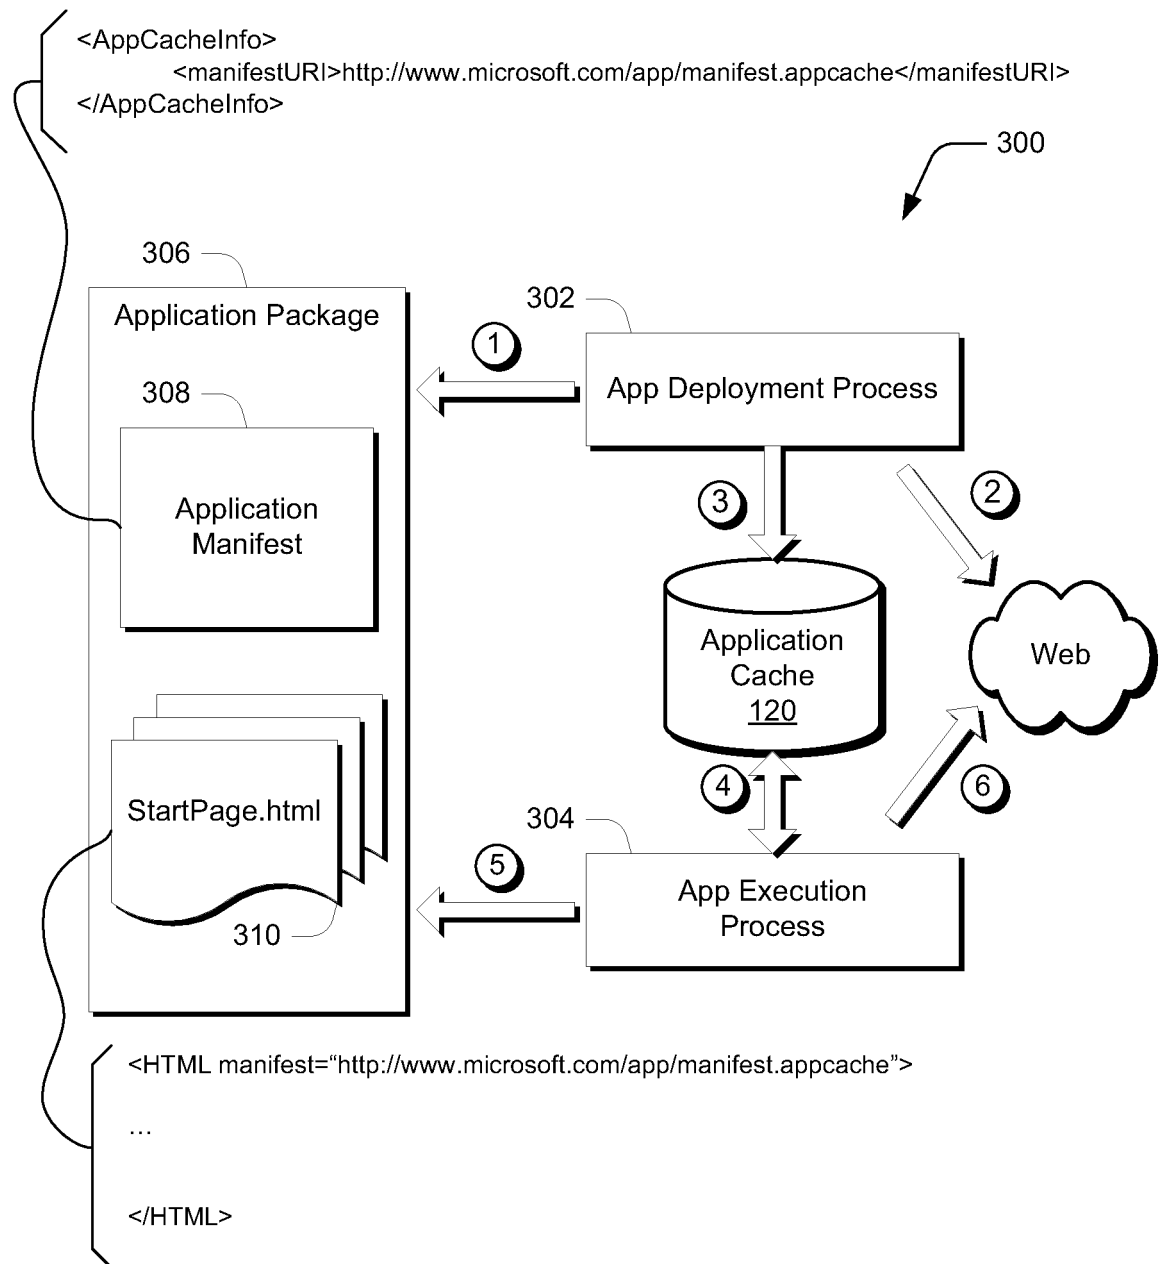 <AppCacheInfo>
<manifestURI>http://www.microsoft.com/app/manifest.appcache</manifestURI>
</AppCacheInfo>
300
306
Application Package
302
1
App Deployment Process
308
Application
Manifest
3
2
Application
Cache
120
Web
StartPage.html
4
6
304
5
App Execution
Process
310
<HTML manifest=“http://www.microsoft.com/app/manifest.appcache”>
...
</HTML>